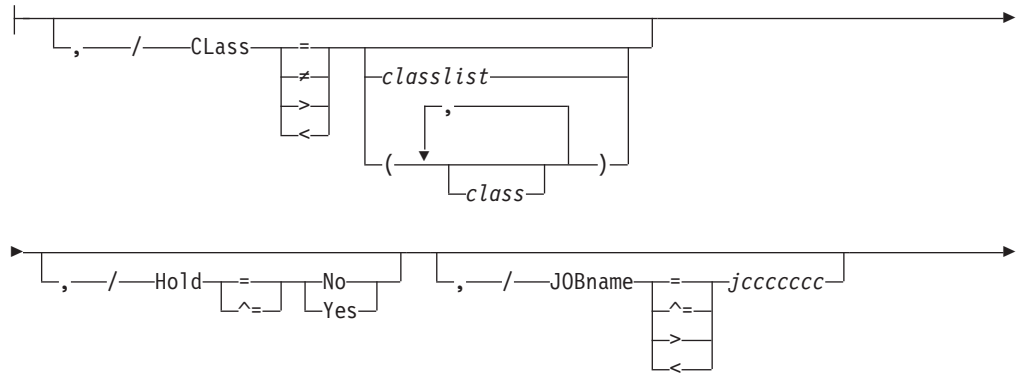 , / CLass =
≠ classlist
> ,
<
( class )
, / Hold = No , / JOBname = jccccccc
^= Yes ^=
>
<